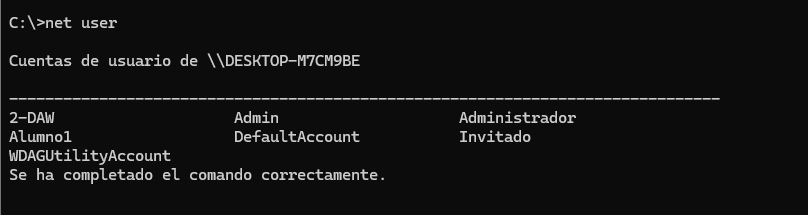 C:\>net user
Cuentas de usuario de \\DESKTOP-M7CM9BE
-------------------------------------------------------------------------------
2-DAW                    Admin                    Administrador
Alumno1                  DefaultAccount           Invitado
WDAGUtilityAccount
Se ha completado el comando correctamente.